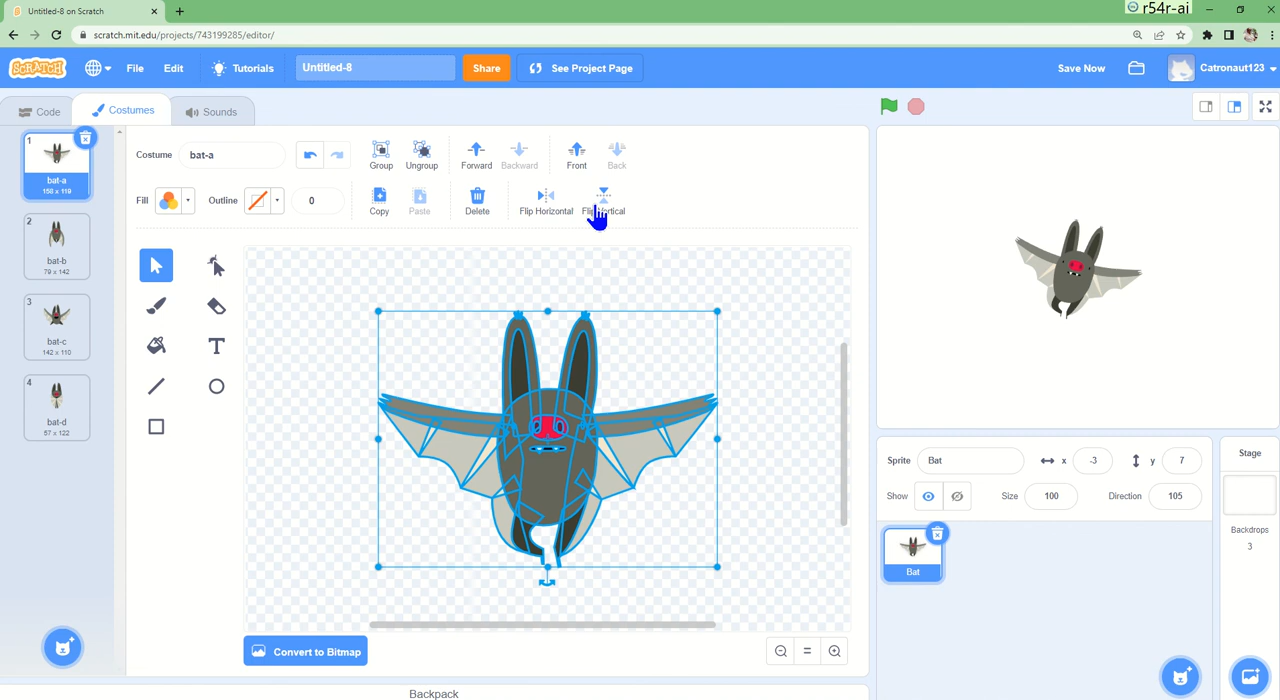 Untitled-8 on Scratch
r54r-ai
scratch.mit.edu/projects/743199285/editor/
SCRATCH
File
Edit
Tutorials
Untitled-8
Share
See Project Page
Save Now
Catronaut123
Code
Costumes
Sounds
1
bat-a
158 x 119
2
bat-b
79 x 142
3
bat-c
142 x 110
4
bat-d
57 x 122
Costume
bat-a
Group
Ungroup
Forward
Backward
Front
Back
Fill
Outline
0
Copy
Paste
Delete
Flip Horizontal
Flip Vertical
T
Convert to Bitmap
Backpack
Sprite
Bat
x
-3
y
7
Show
Size
100
Direction
105
Bat
Stage
Backdrops
3